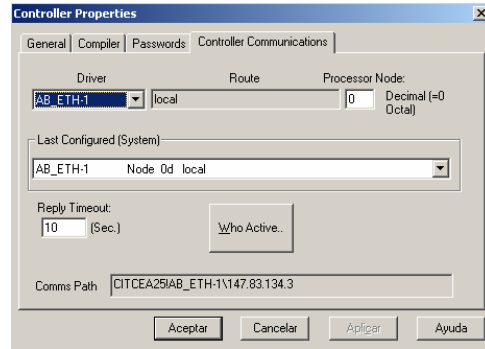 Controller Properties
General Compiler Passwords Controller Communications
Driver Route Processor Node:
AB_ETH-1 local 0 Decimal (=0 Octal)
Last Configured (System)
AB_ETH-1 Node 0d local
Reply Timeout:
10 (Sec.) Who Active..
Comms Path CITCEA25!AB_ETH-1\147.83.134.3
Aceptar Cancelar Aplicar Ayuda